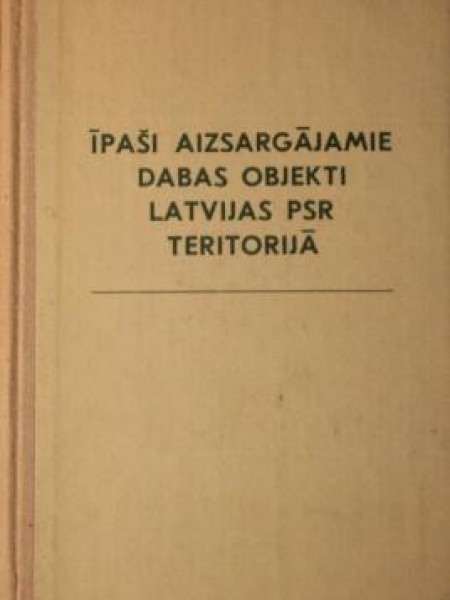 ĪPAŠI AIZSARGĀJAMIE
DABAS OBJEKTI
LATVIJAS PSR
TERITORIJĀ